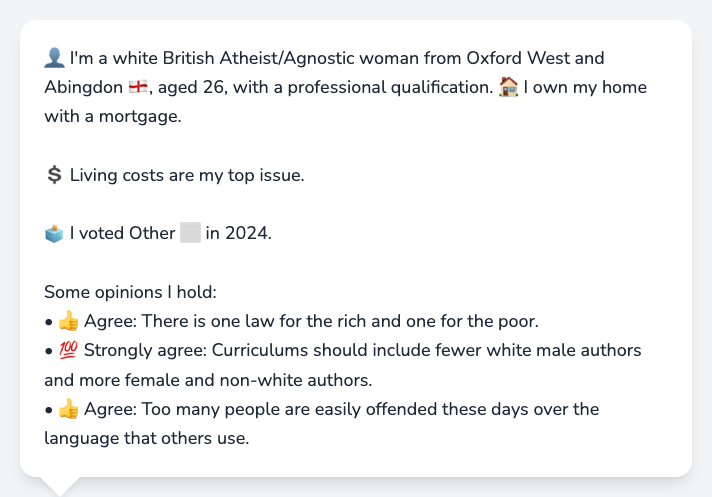 👤 I'm a white British Atheist/Agnostic woman from Oxford West and
Abingdon 🏴󠁧󠁢󠁥󠁮󠁧󠁿, aged 26, with a professional qualification. 🏠 I own my home
with a mortgage.
💲 Living costs are my top issue.
🗳️ I voted Other ⬜ in 2024.
Some opinions I hold:
• 👍 Agree: There is one law for the rich and one for the poor.
• 💯 Strongly agree: Curriculums should include fewer white male authors
and more female and non-white authors.
• 👍 Agree: Too many people are easily offended these days over the
language that others use.